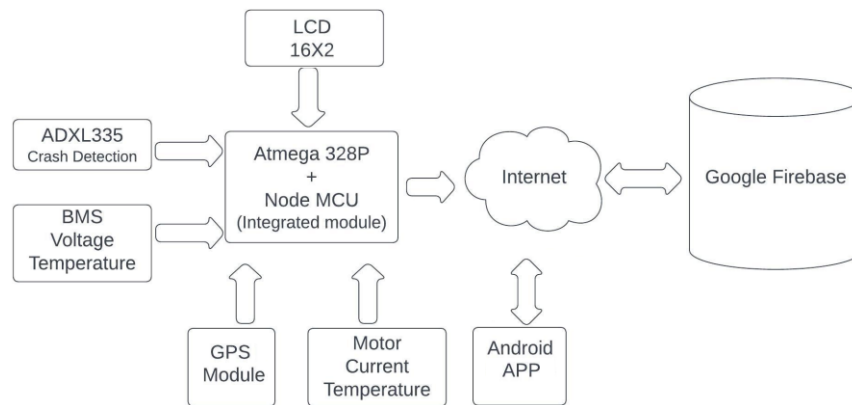 LCD
16X2
ADXL335
Crash Detection
Atmega 328P
+
Node MCU
(Integrated module)
Internet
Google Firebase
BMS
Voltage
Temperature
GPS
Module
Motor
Current
Temperature
Android
APP